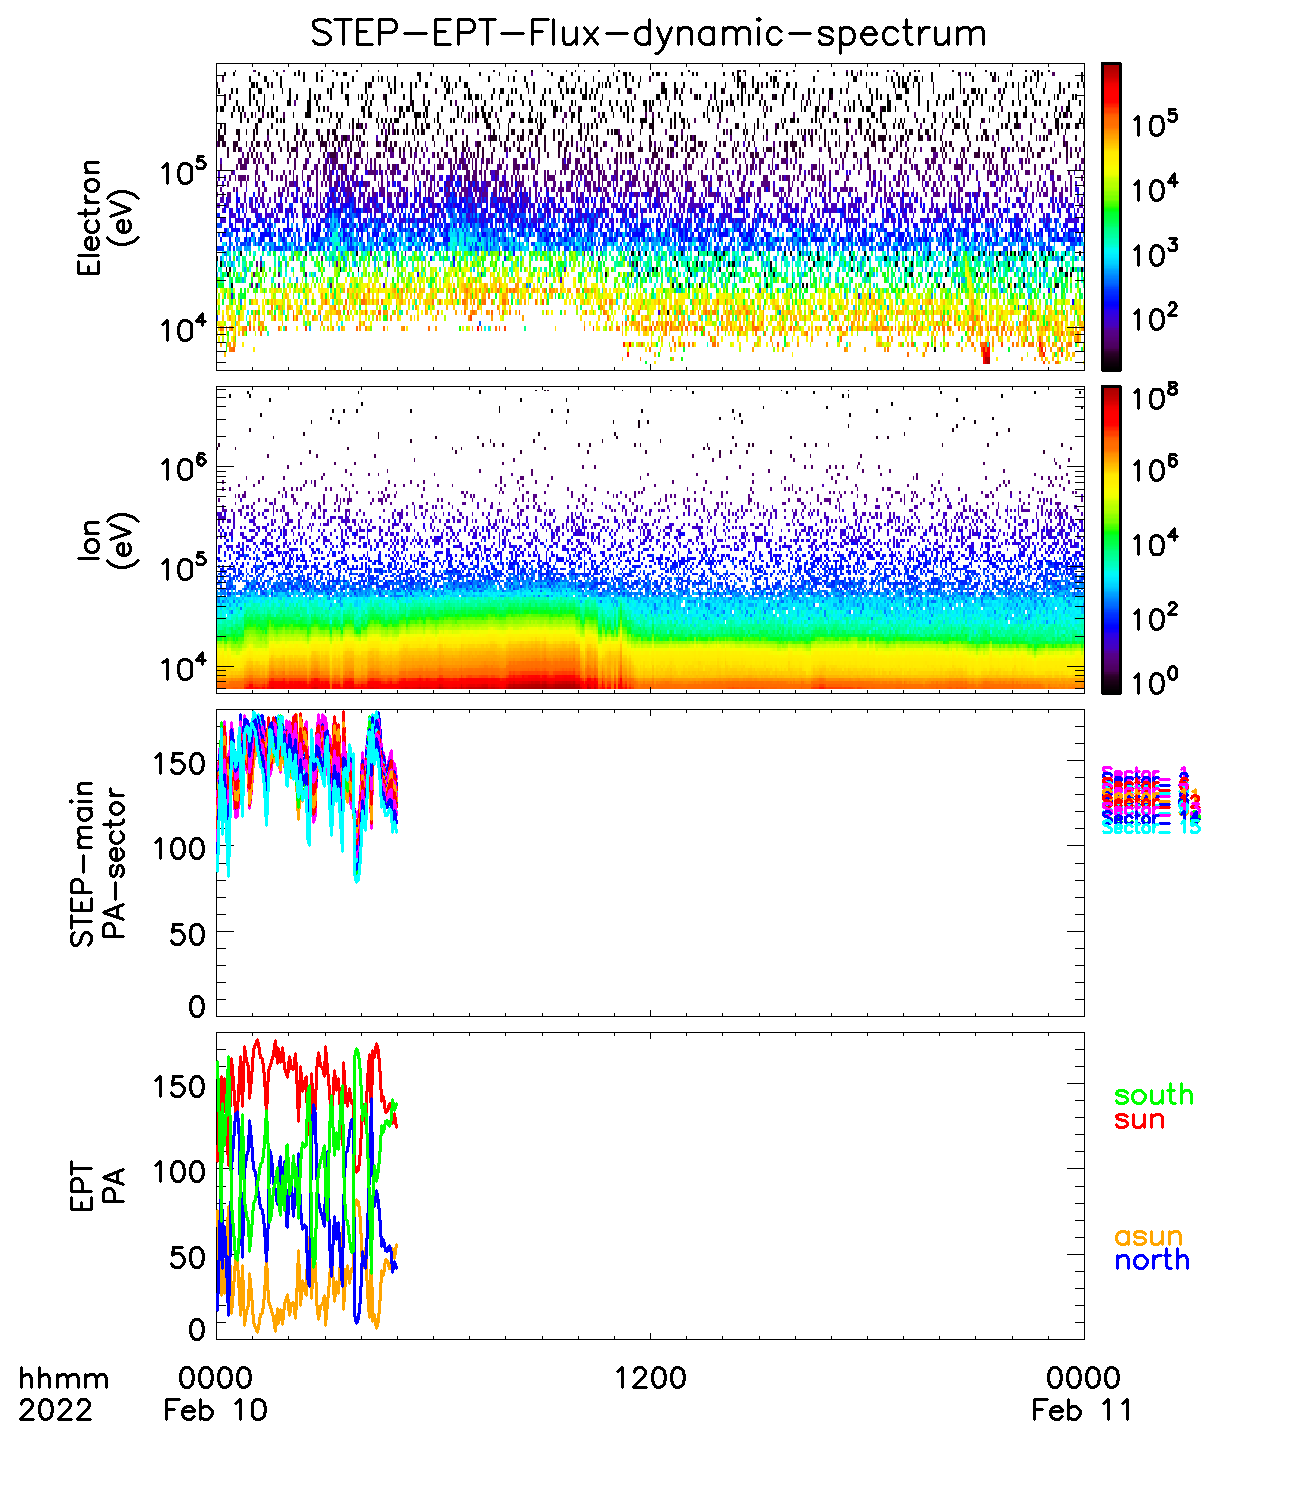 STEP-EPT-Flux-dynamic-spectrum
Electron
(eV)
10^5
10^4
10^5
10^4
10^3
10^2
Ion
(eV)
10^6
10^5
10^4
10^8
10^6
10^4
10^2
10^0
STEP-main
PA-sector
150
100
50
0
Sector_ 1
Sector_ 15
EPT
PA
150
100
50
0
south
sun
asun
north
hhmm
2022
0000
Feb 10
1200
0000
Feb 11